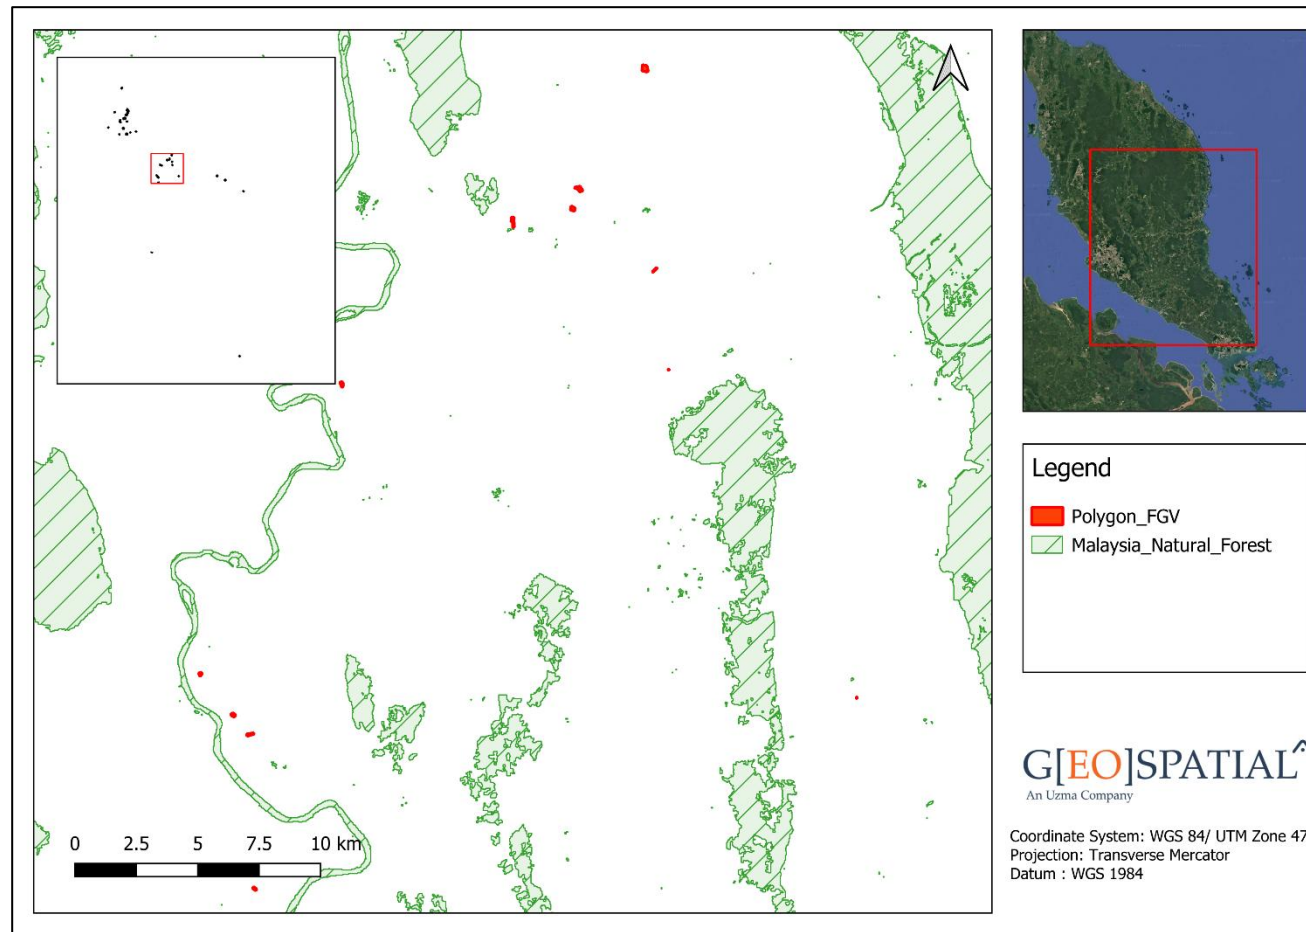 0 2.5 5 7.5 10 km
Legend
Polygon_FGV
Malaysia_Natural_Forest
G[EO]SPATIAL
An Uzma Company
Coordinate System: WGS 84/ UTM Zone 47
Projection: Transverse Mercator
Datum : WGS 1984